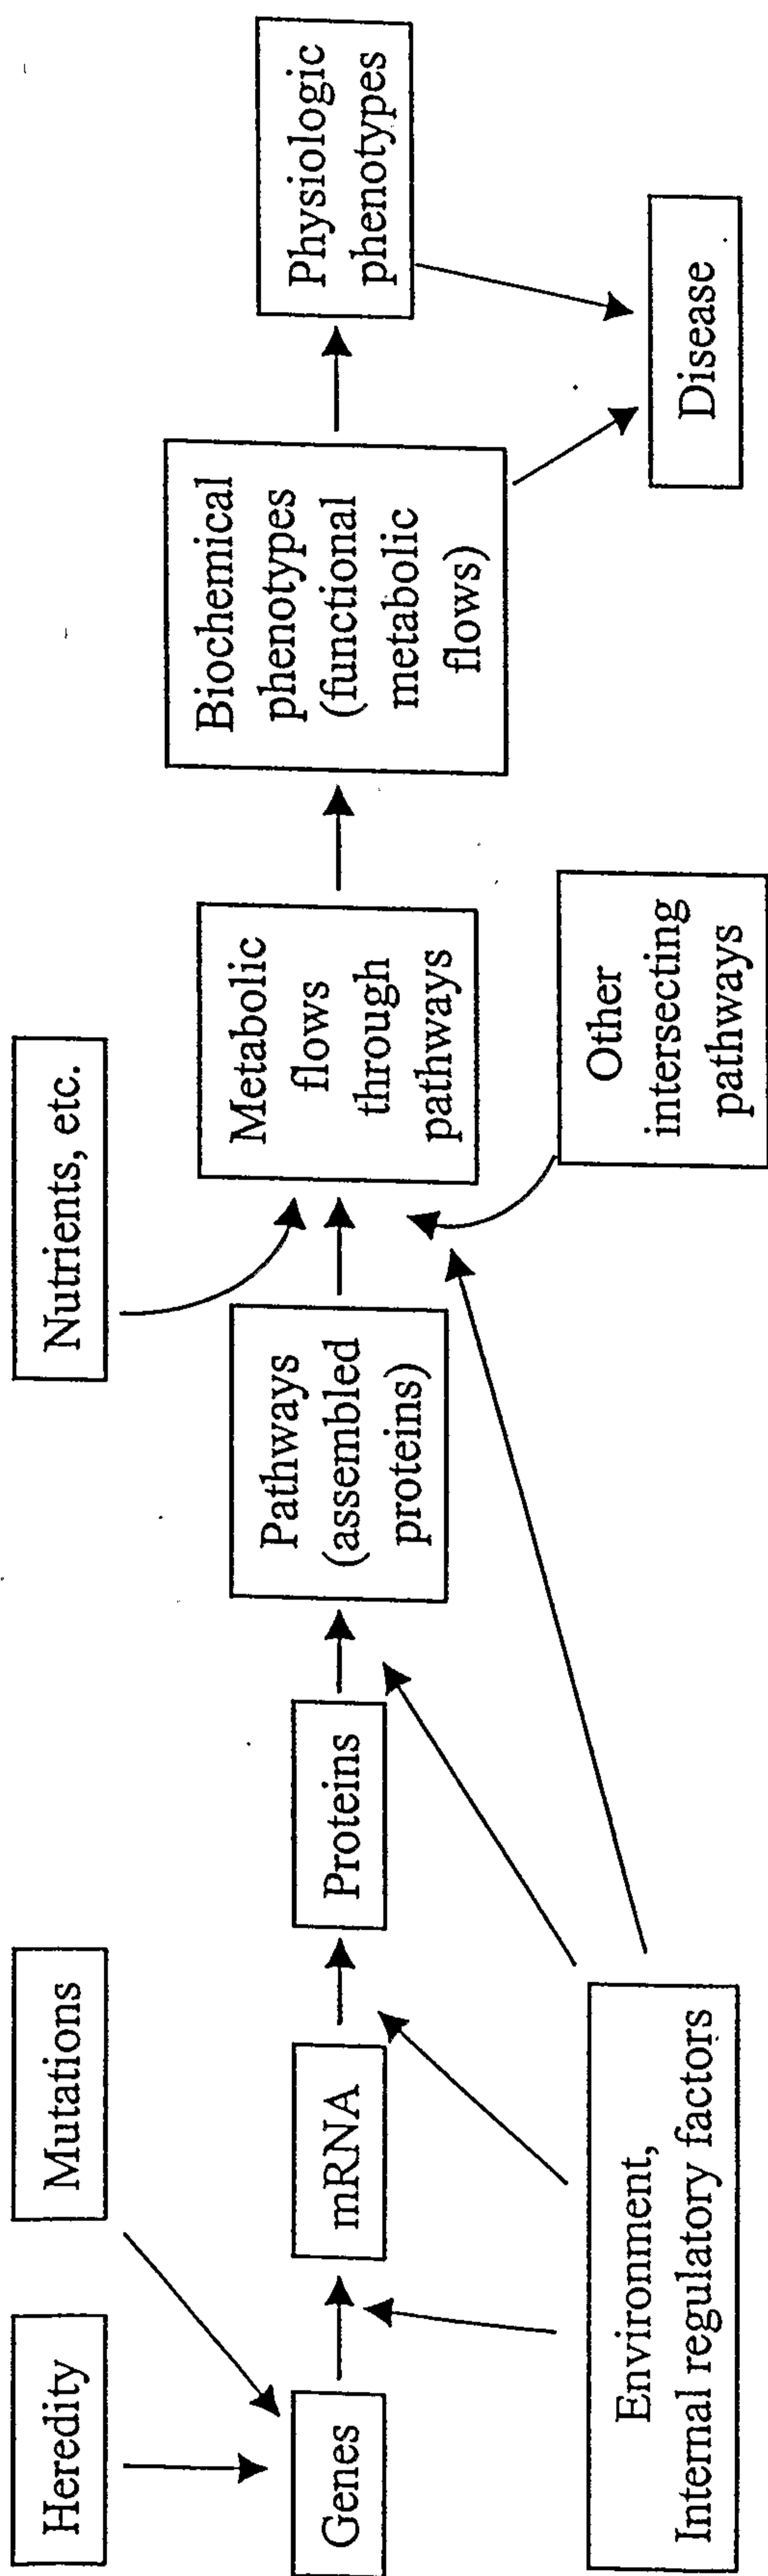 Heredity
Mutations
Nutrients, etc.
Genes
mRNA
Proteins
Pathways
(assembled
proteins)
Metabolic
flows
through
pathways
Biochemical
phenotypes
(functional
metabolic
flows)
Physiologic
phenotypes
Environment,
Internal regulatory factors
Other
intersecting
pathways
Disease